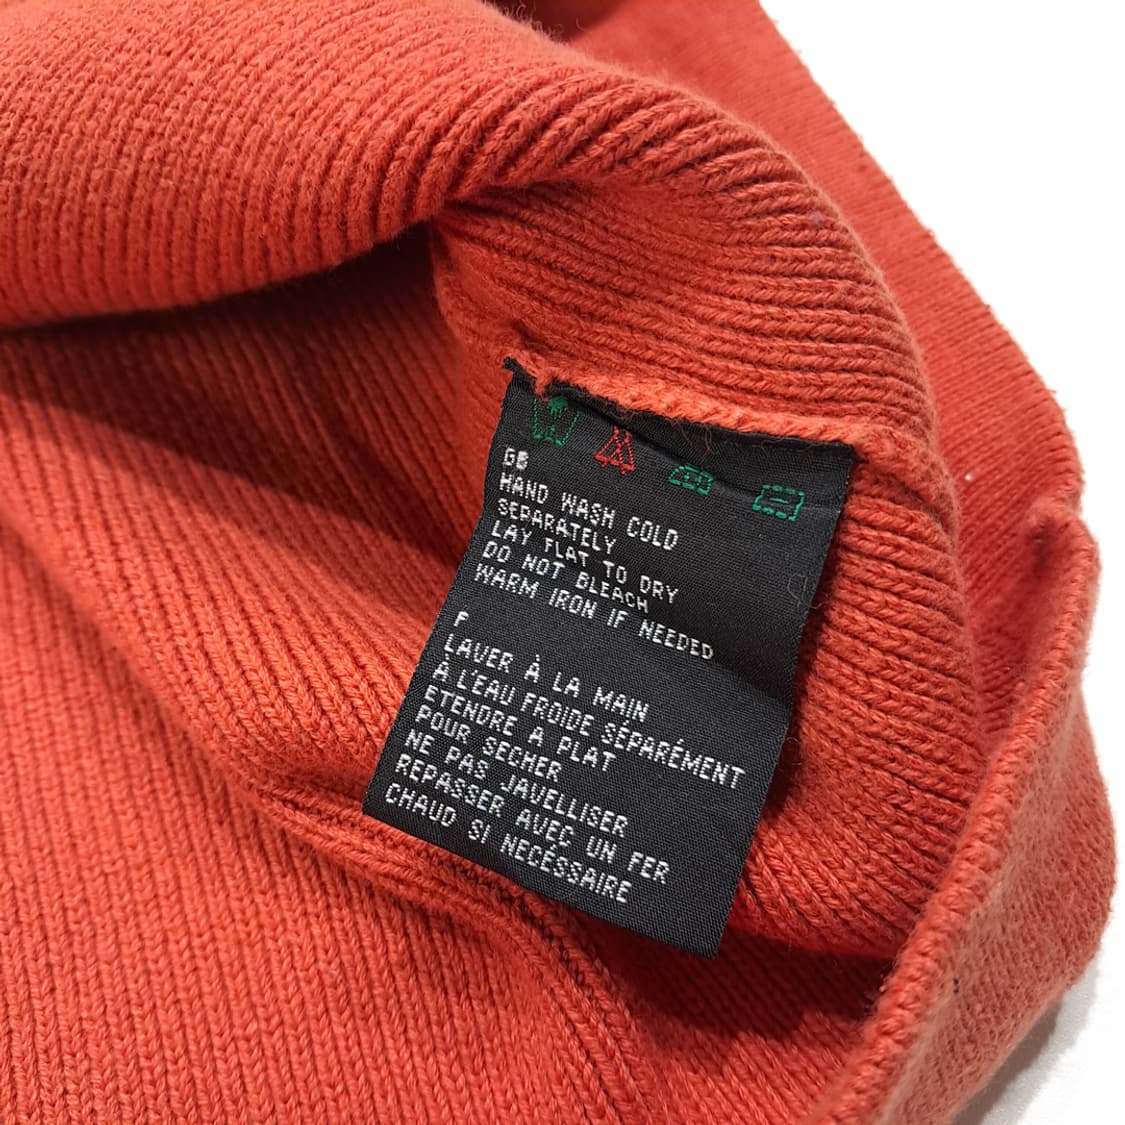 GB
HAND WASH COLD
SEPARATELY
LAY FLAT TO DRY
DO NOT BLEACH
WARM IRON IF NEEDED
F
LAVER À LA MAIN
À L'EAU FROIDE SÉPARÉMENT
ETENDRE A PLAT
POUR SECHER
NE PAS JAVELLISER
REPASSER AVEC UN FER
CHAUD SI NECÉSSAIRE